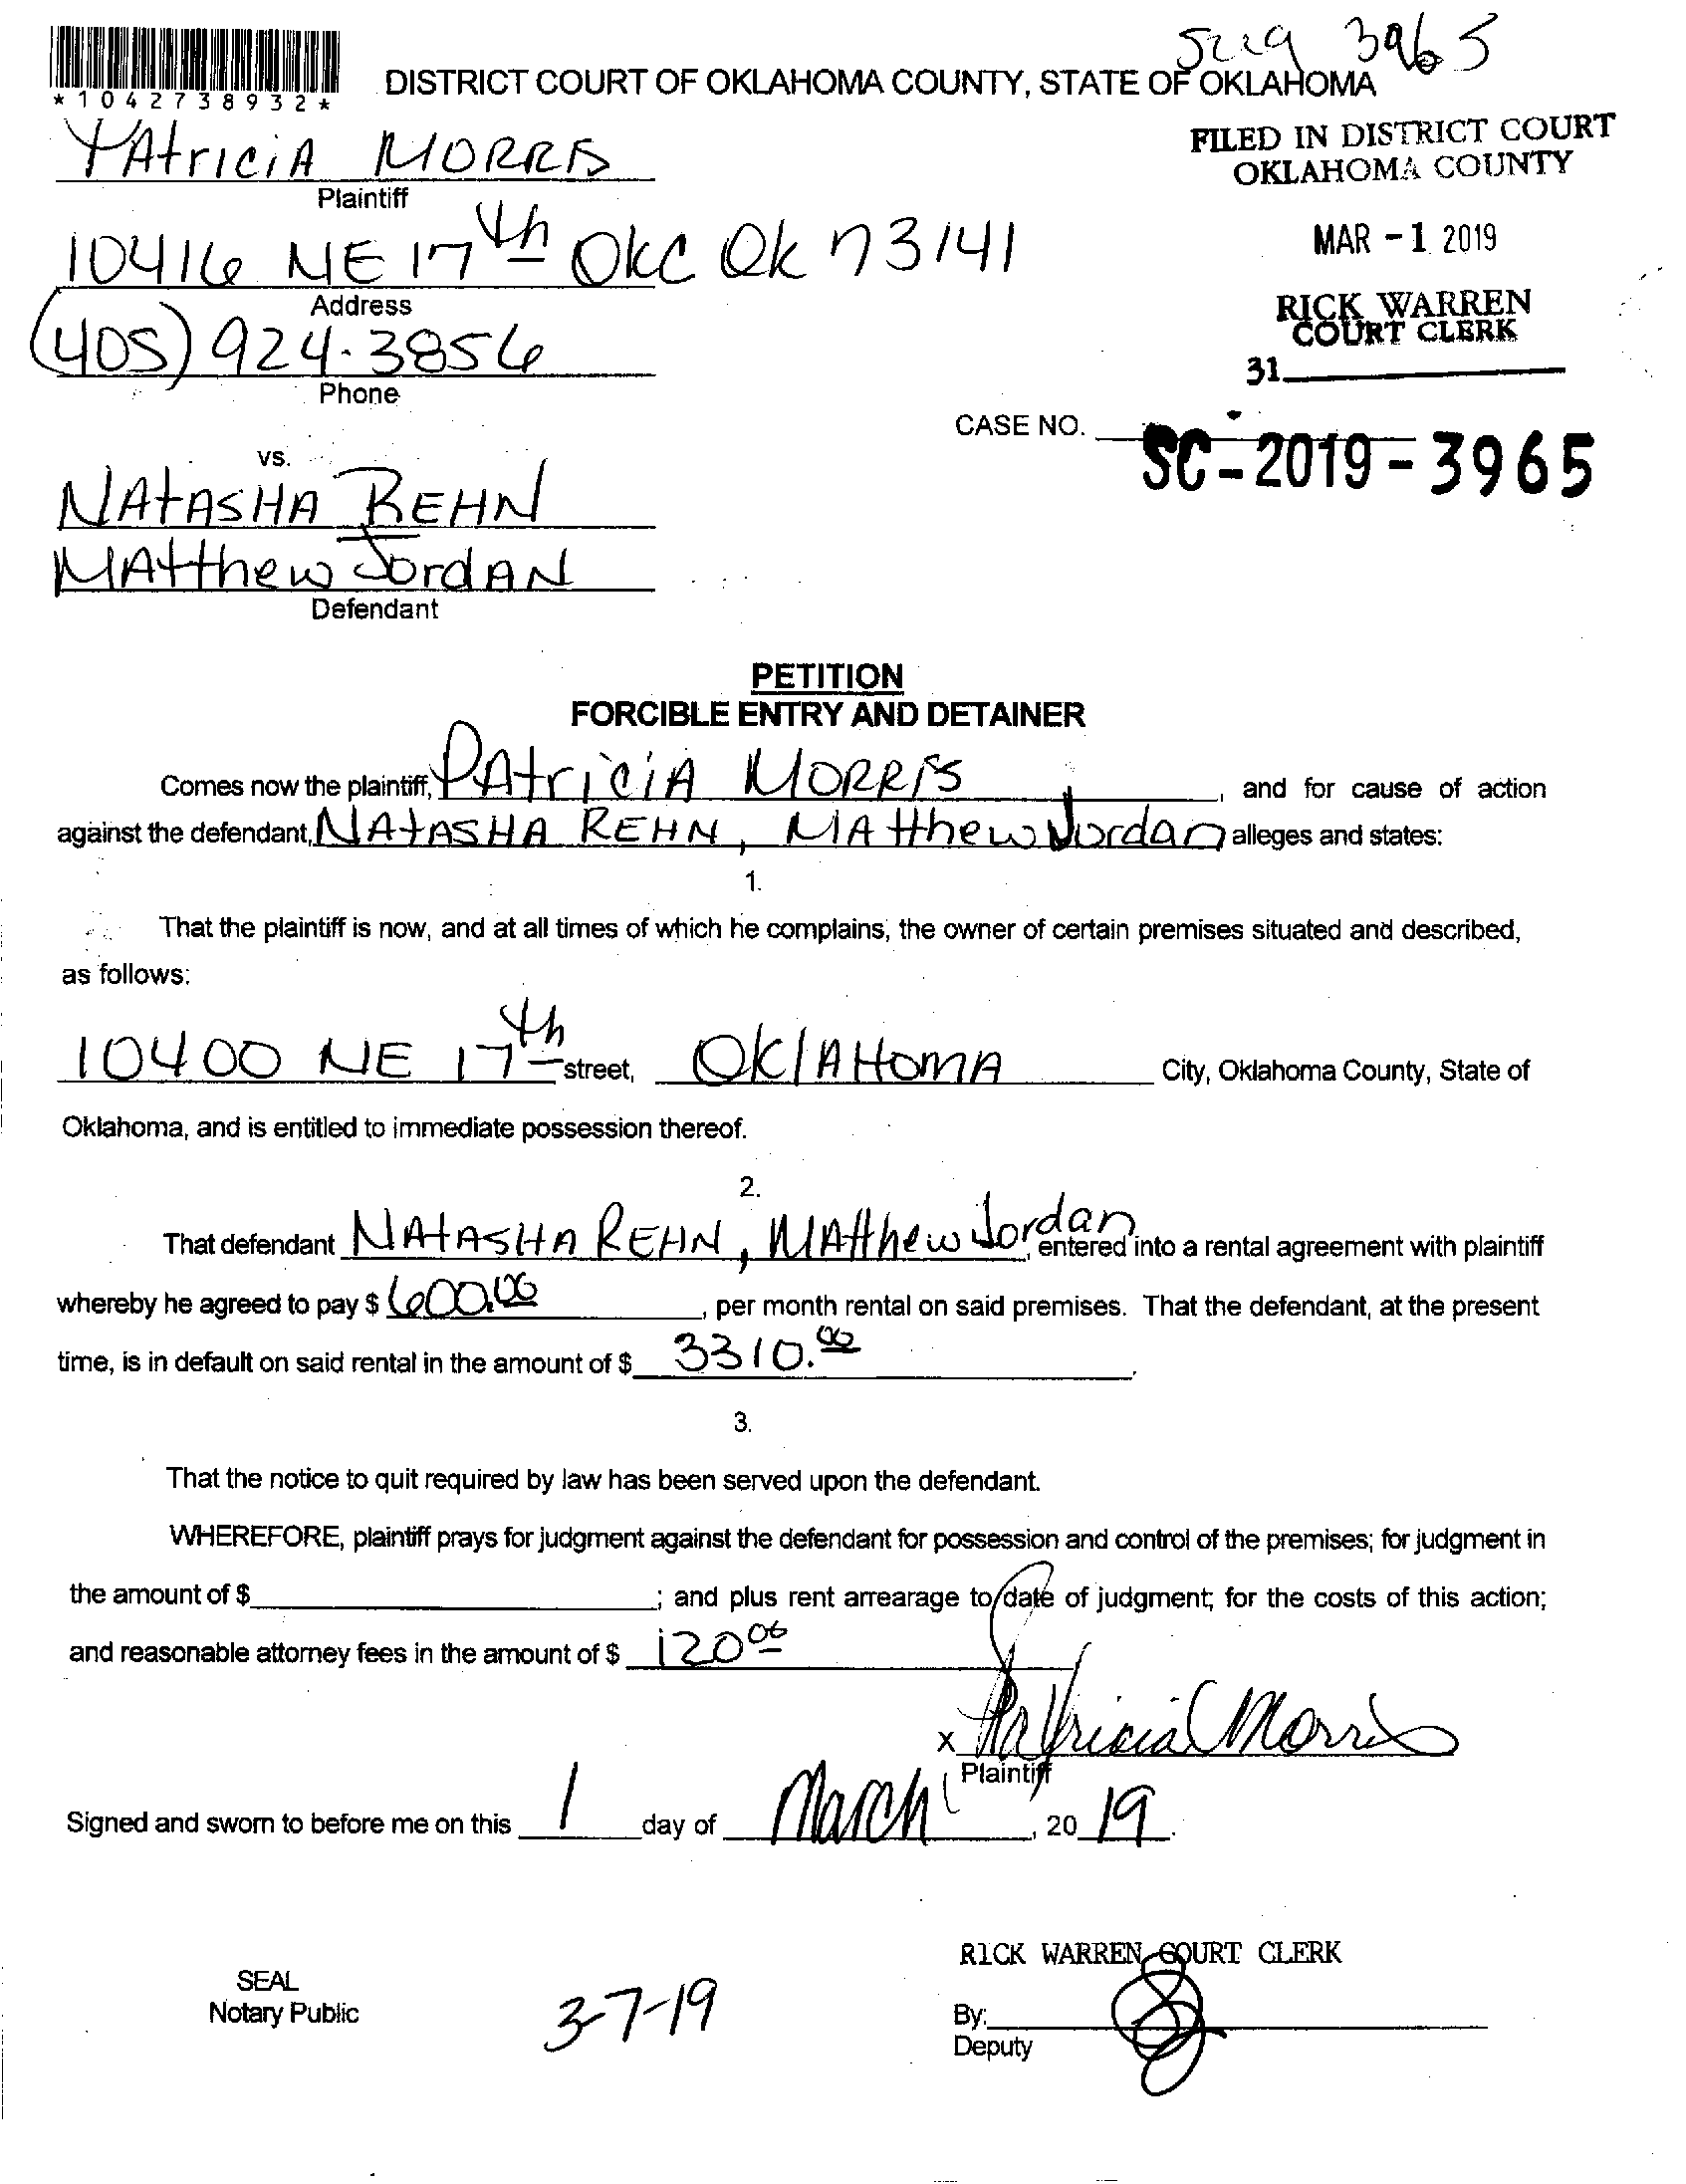 *1042738932*
DISTRICT COURT OF OKLAHOMA COUNTY, STATE OF OKLAHOMA
3965
PAtriciA MORRIS
Plaintiff
FILED IN DISTRICT COURT
OKLAHOMA COUNTY
10416 NE 17th OKC OK 73141
Address
MAR -1 2019
RICK WARREN
COURT CLERK
31
(405) 924-3856
Phone
CASE NO. SC-2019-3965
vs.
NAtASHA REHN
MAtthew JordAN
Defendant
PETITION
FORCIBLE ENTRY AND DETAINER
Comes now the plaintiff, PAtriciA MORRIS, and for cause of action
against the defendant, NAtASHA REHN, MAtthew Jordan alleges and states:
1.
That the plaintiff is now, and at all times of which he complains, the owner of certain premises situated and described,
as follows:
10400 NE 17th street, OKlAHomA City, Oklahoma County, State of
Oklahoma, and is entitled to immediate possession thereof.
2.
That defendant NAtASHA REHN, MAtthew Jordan, entered into a rental agreement with plaintiff
whereby he agreed to pay $ 600.00, per month rental on said premises. That the defendant, at the present
time, is in default on said rental in the amount of $ 3310.00.
3.
That the notice to quit required by law has been served upon the defendant.
WHEREFORE, plaintiff prays for judgment against the defendant for possession and control of the premises; for judgment in
the amount of $ ; and plus rent arrearage to date of judgment; for the costs of this action;
and reasonable attorney fees in the amount of $ 120.00
x Patricia Morris
Plaintiff
Signed and sworn to before me on this 1 day of March, 20 19.
RICK WARREN COURT CLERK
SEAL
Notary Public
3-7-19
By:
Deputy